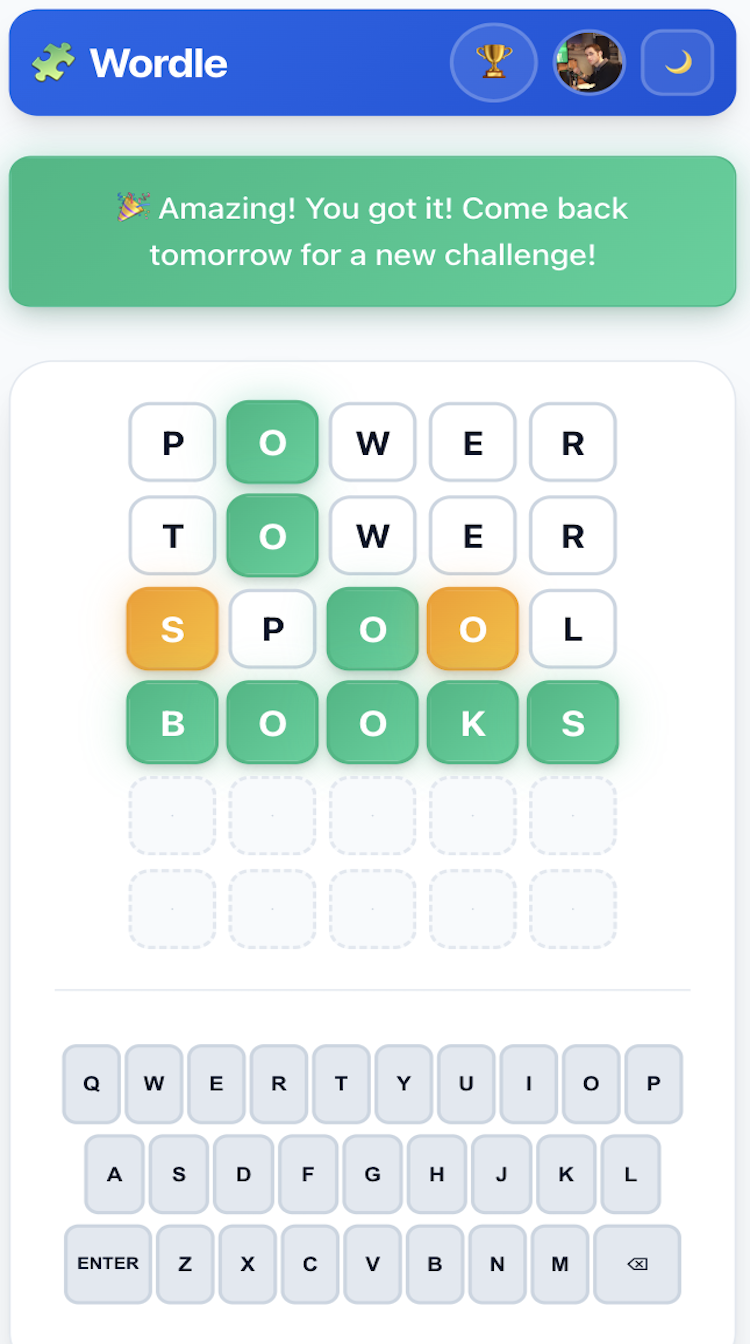 Wordle
🎉 Amazing! You got it! Come back
tomorrow for a new challenge!
P O W E R
T O W E R
S P O O L
B O O K S
Q W E R T Y U I O P
A S D F G H J K L
ENTER Z X C V B N M ⌫